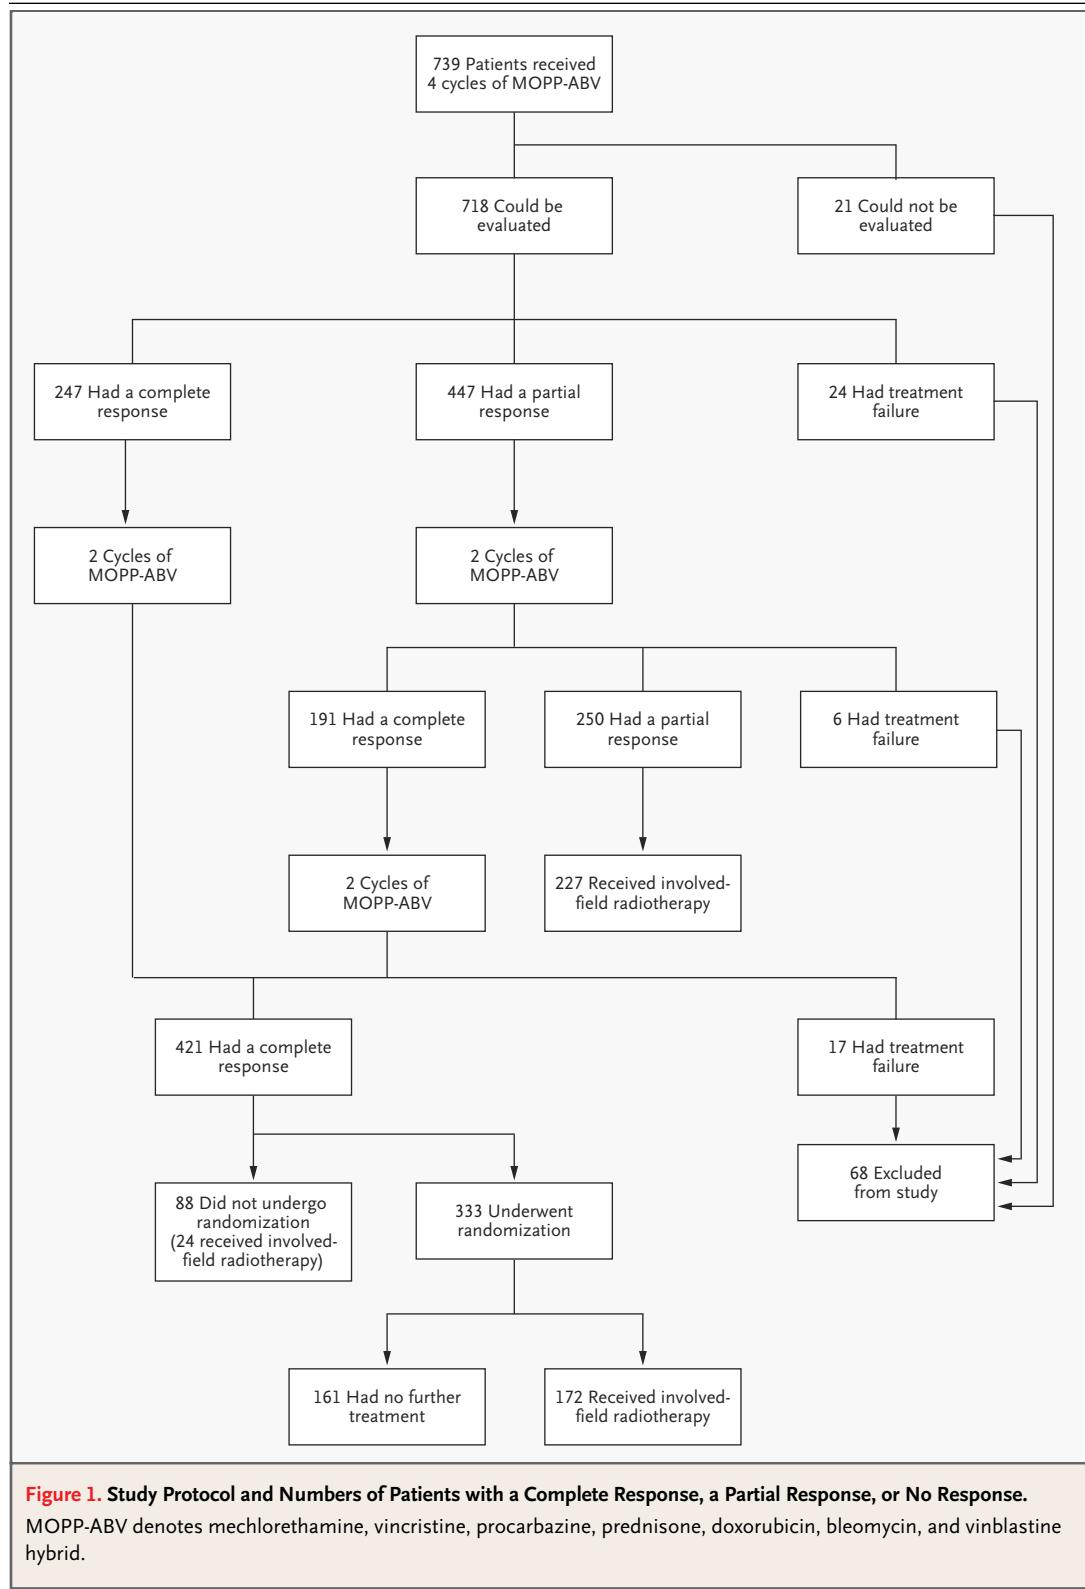 739 Patients received
4 cycles of MOPP-ABV
718 Could be
evaluated
21 Could not be
evaluated
247 Had a complete
response
447 Had a partial
response
24 Had treatment
failure
2 Cycles of
MOPP-ABV
2 Cycles of
MOPP-ABV
191 Had a complete
response
250 Had a partial
response
6 Had treatment
failure
2 Cycles of
MOPP-ABV
227 Received involved-
field radiotherapy
421 Had a complete
response
17 Had treatment
failure
68 Excluded
from study
88 Did not undergo
randomization
(24 received involved-
field radiotherapy)
333 Underwent
randomization
161 Had no further
treatment
172 Received involved-
field radiotherapy
Figure 1. Study Protocol and Numbers of Patients with a Complete Response, a Partial Response, or No Response.
MOPP-ABV denotes mechlorethamine, vincristine, procarbazine, prednisone, doxorubicin, bleomycin, and vinblastine
hybrid.